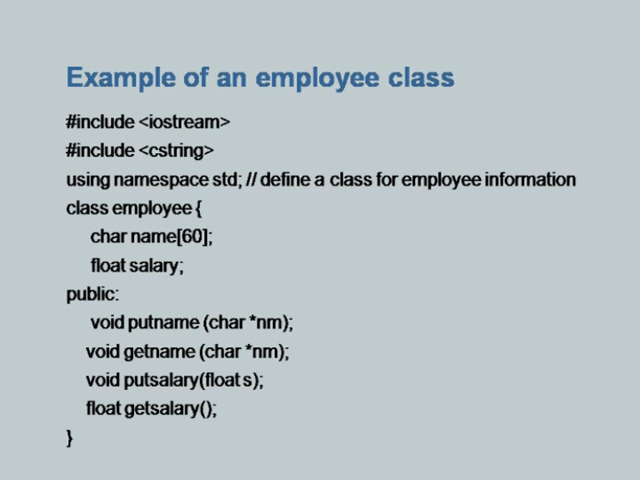 Example of an employee class
#include <iostream>
#include <cstring>
using namespace std; // define a class for employee information
class employee {
char name[60];
float salary;
public:
void putname (char *nm);
void getname (char *nm);
void putsalary(float s);
float getsalary();
}